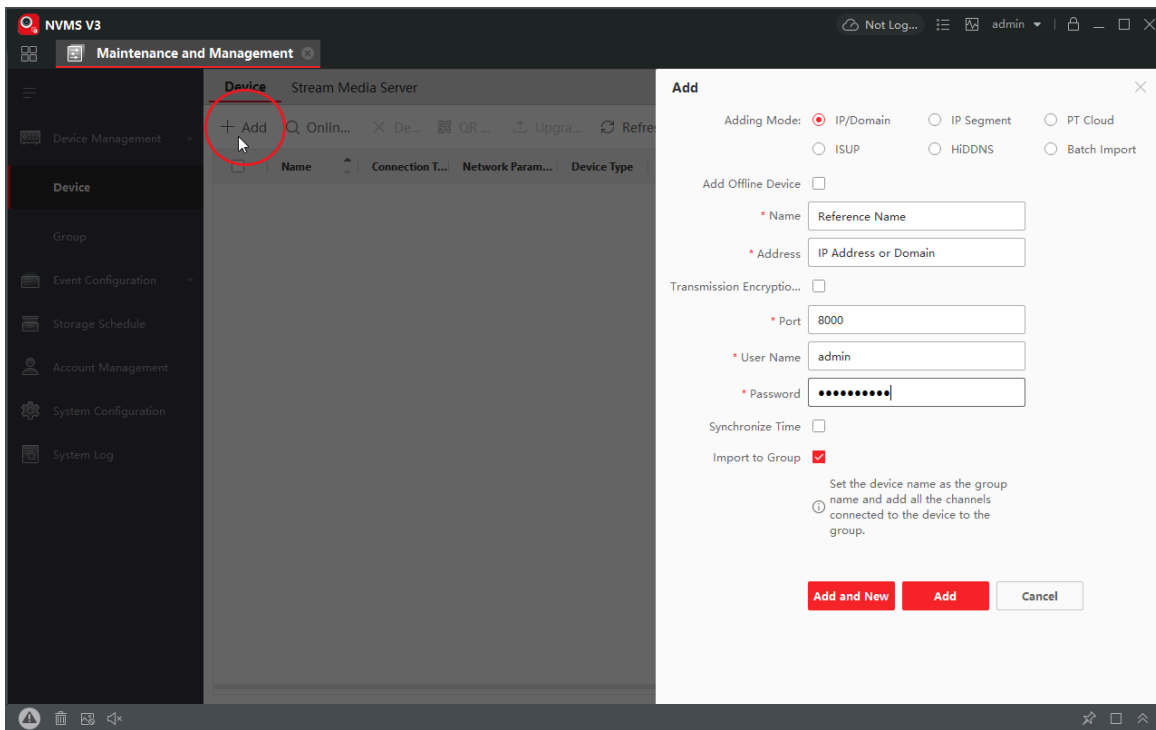 NVMS V3
Not Log...
admin
Maintenance and Management
Device Management
Device
Group
Event Configuration
Storage Schedule
Account Management
System Configuration
System Log
Device Stream Media Server
Add Onlin... De... QR ... Upgra... Refre
Name Connection T... Network Param... Device Type
Add
Adding Mode: IP/Domain IP Segment PT Cloud
ISUP HiDDNS Batch Import
Add Offline Device
* Name Reference Name
* Address IP Address or Domain
Transmission Encryptio...
* Port 8000
* User Name admin
* Password ●●●●●●●●●●
Synchronize Time
Import to Group
Set the device name as the group
name and add all the channels
connected to the device to the
group.
Add and New Add Cancel